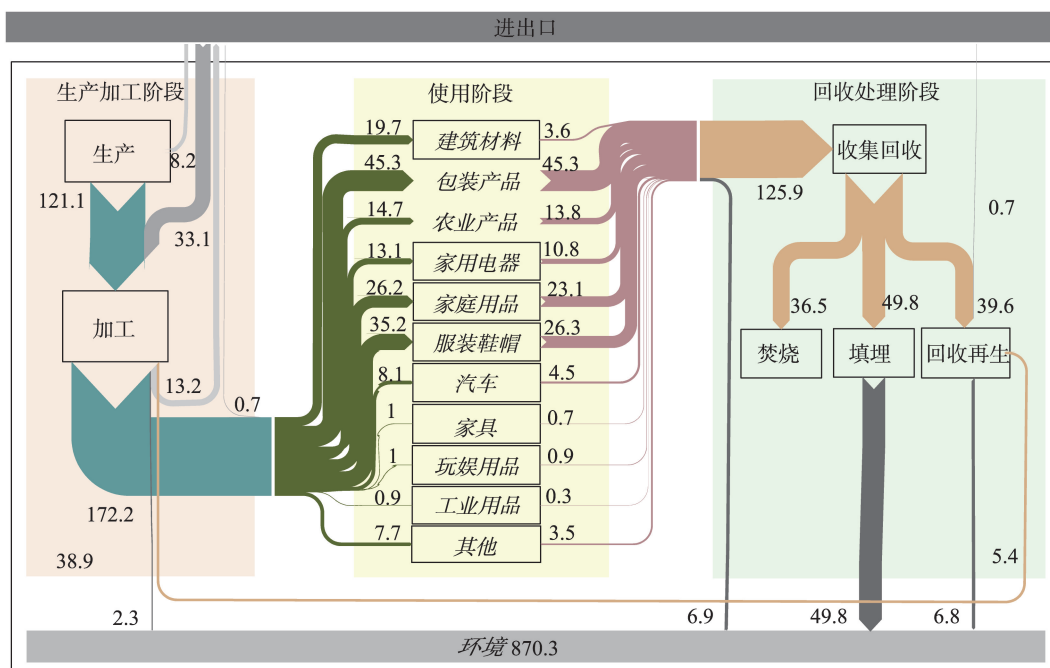 进出口
生产加工阶段
使用阶段
回收处理阶段
生产
8.2
121.1
33.1
加工
13.2
0.7
172.2
38.9
2.3
19.7
建筑材料
3.6
45.3
包装产品
45.3
14.7
农业产品
13.8
13.1
家用电器
10.8
26.2
家庭用品
23.1
35.2
服装鞋帽
26.3
8.1
汽车
4.5
1
家具
0.7
1
玩娱用品
0.9
0.9
工业用品
0.3
7.7
其他
3.5
收集回收
125.9
0.7
36.5
49.8
39.6
焚烧
填埋
回收再生
5.4
6.9
49.8
6.8
环境 870.3